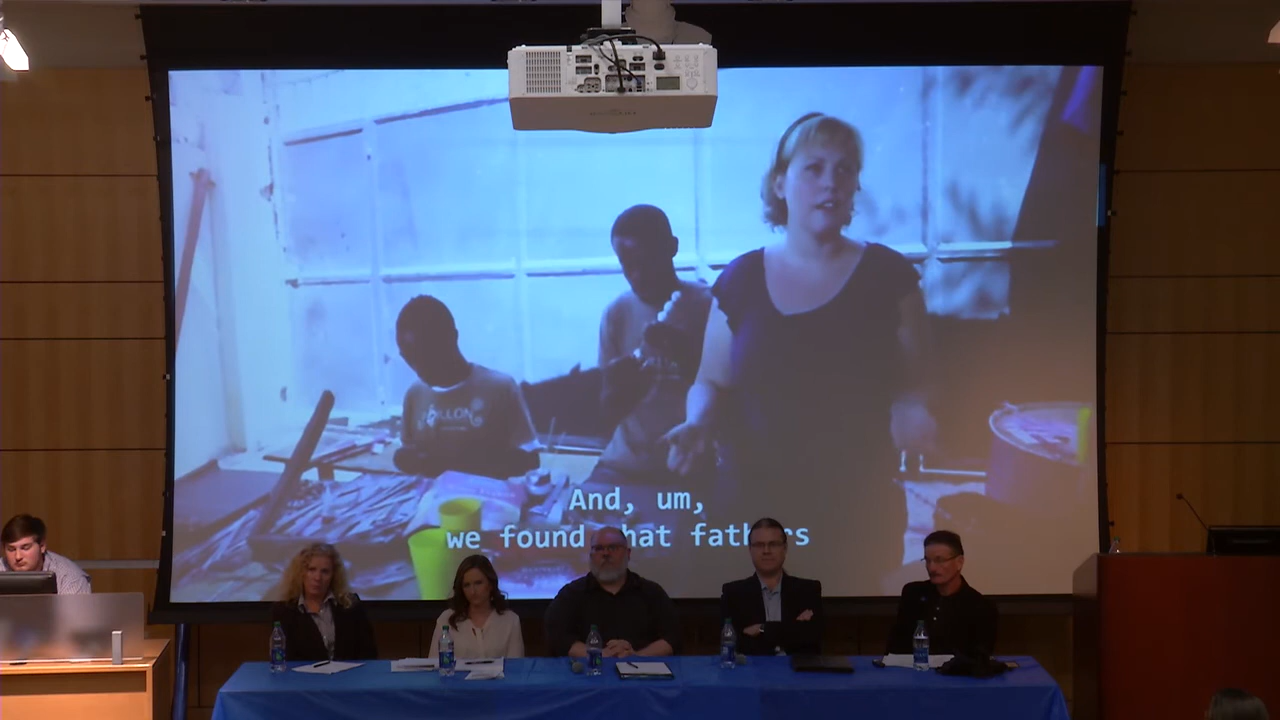 And, um,
we found that fathers